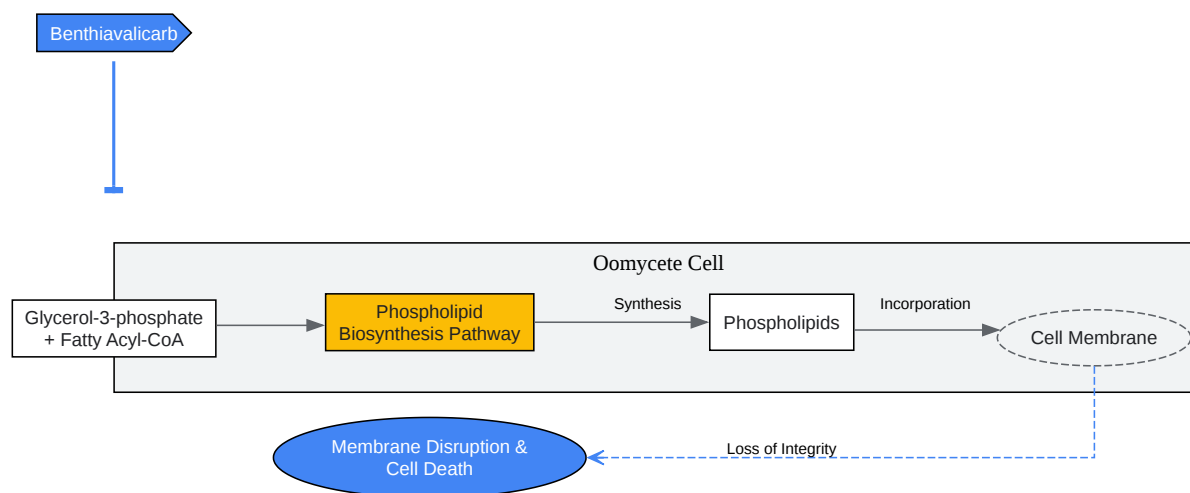 Benthiavalicarb
Oomycete Cell
Glycerol-3-phosphate
+ Fatty Acyl-CoA
Phospholipid
Biosynthesis Pathway
Synthesis
Phospholipids
Incorporation
Cell Membrane
Membrane Disruption &
Cell Death
Loss of Integrity